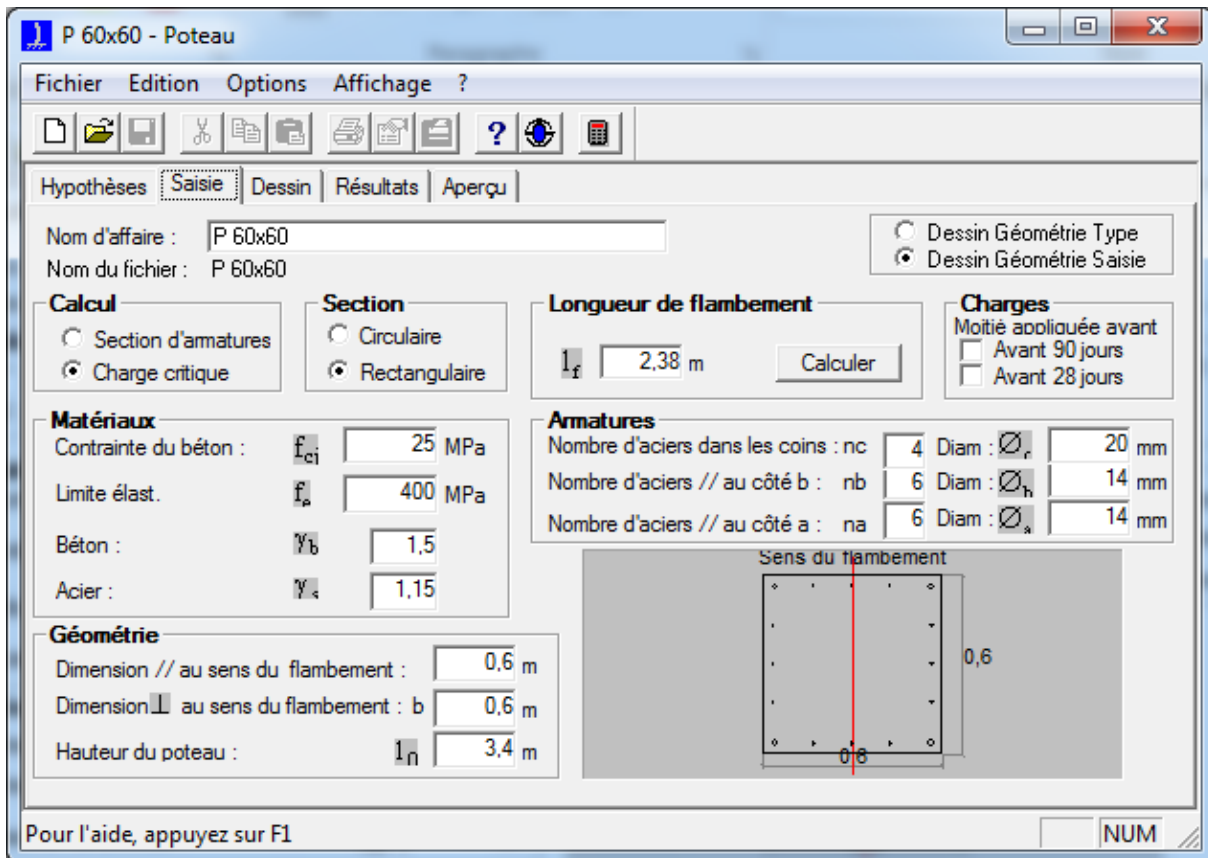 P 60x60 - Poteau
Fichier Edition Options Affichage ?
Hypothèses Saisie Dessin Résultats Aperçu
Nom d'affaire : P 60x60
Nom du fichier : P 60x60
Dessin Géométrie Type
Dessin Géométrie Saisie
Calcul
Section d'armatures
Charge critique
Section
Circulaire
Rectangulaire
Longueur de flambement
lf 2,38 m Calculer
Charges
Moitié appliquée avant
Avant 90 jours
Avant 28 jours
Matériaux
Contrainte du béton : fcj 25 MPa
Limite élast. fe 400 MPa
Béton : γb 1,5
Acier : γs 1,15
Armatures
Nombre d'aciers dans les coins : nc 4 Diam : Øc 20 mm
Nombre d'aciers // au côté b : nb 6 Diam : Øb 14 mm
Nombre d'aciers // au côté a : na 6 Diam : Øa 14 mm
Géométrie
Dimension // au sens du flambement : 0,6 m
Dimension ⊥ au sens du flambement : b 0,6 m
Hauteur du poteau : l0 3,4 m
Sens du flambement
0,6
0,6
Pour l'aide, appuyez sur F1
NUM